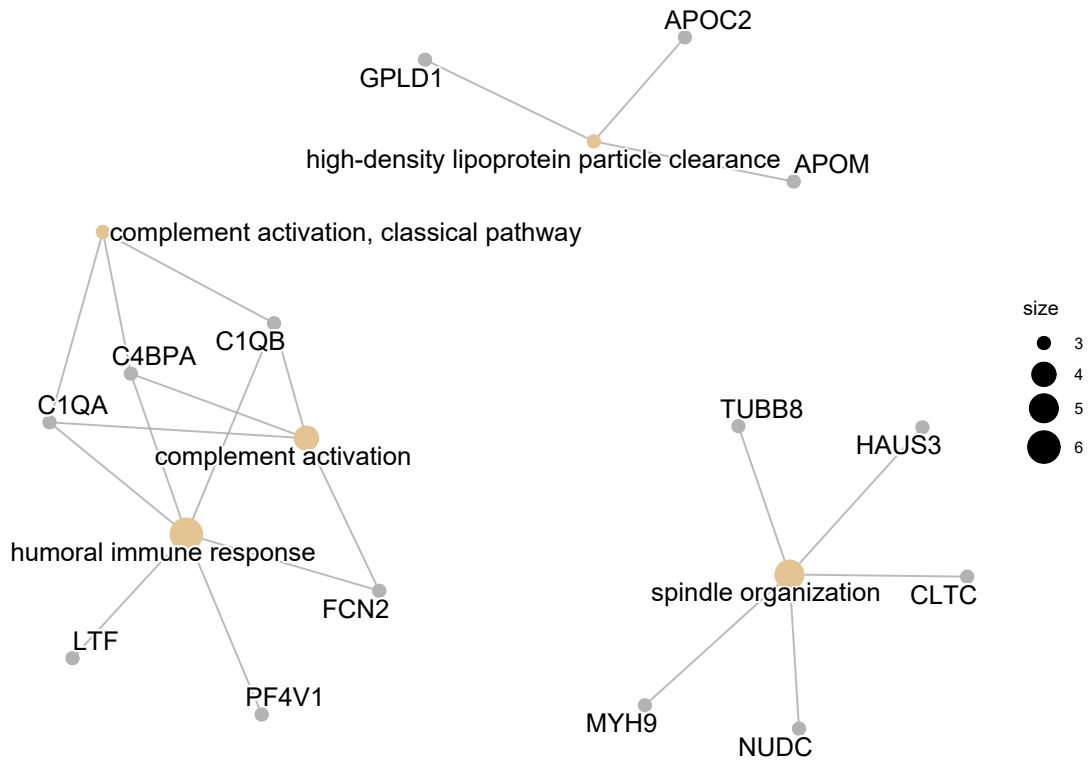 APOC2
GPLD1
high-density lipoprotein particle clearance
APOM
complement activation, classical pathway
size
3
4
5
6
C1QB
C4BPA
C1QA
complement activation
humoral immune response
FCN2
LTF
PF4V1
TUBB8
HAUS3
spindle organization
CLTC
MYH9
NUDC